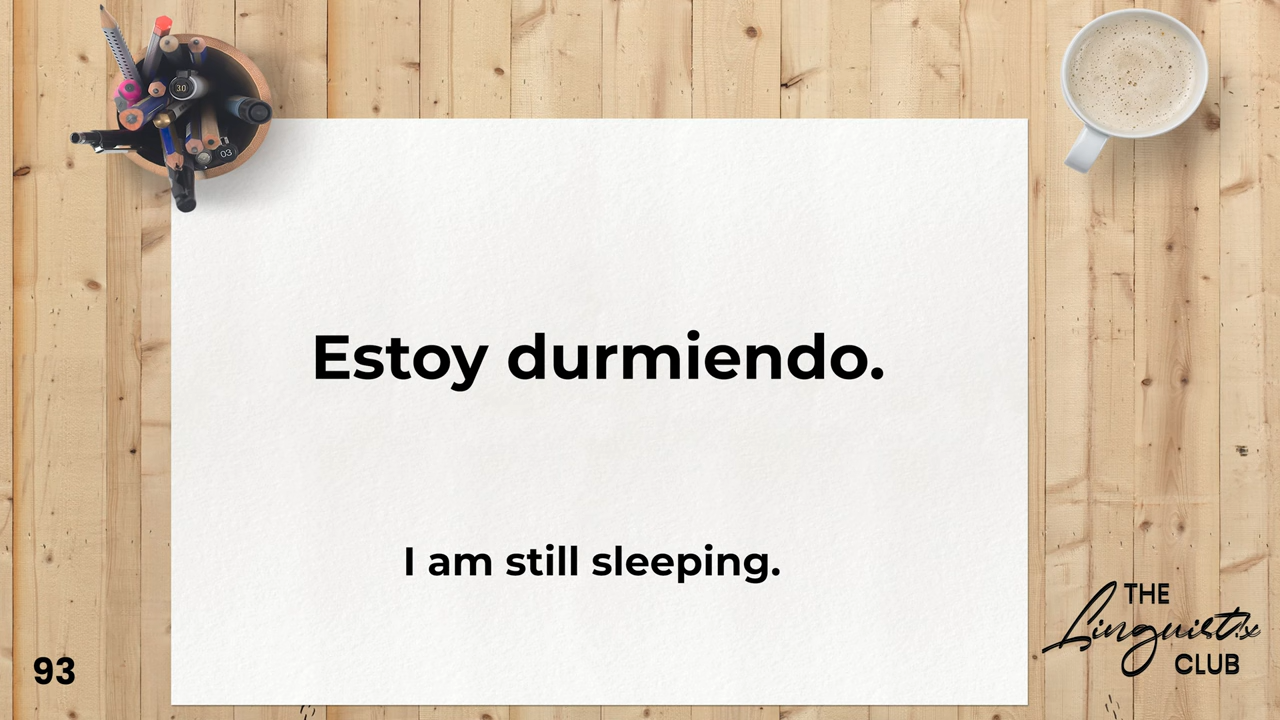 Estoy durmiendo.
I am still sleeping.
93
THE
Linguistix
CLUB